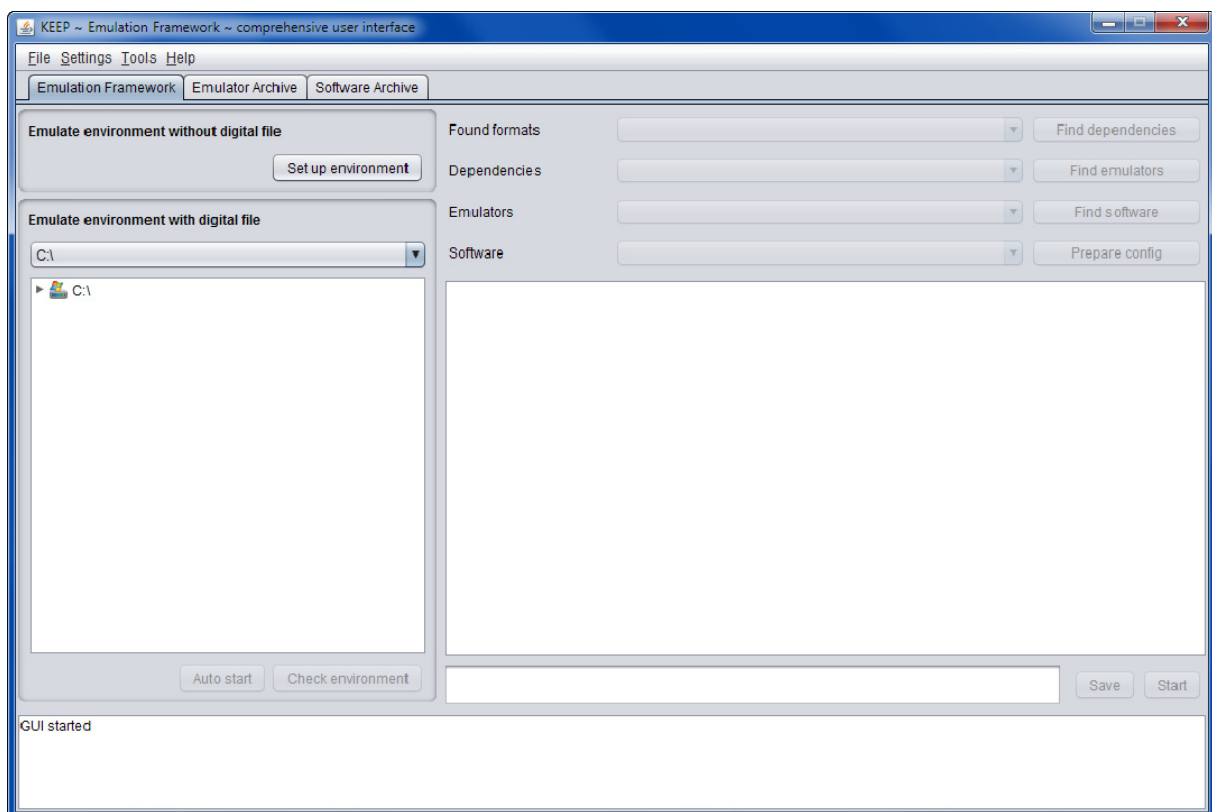 KEEP ~ Emulation Framework ~ comprehensive user interface
File Settings Tools Help
Emulation Framework Emulator Archive Software Archive
Emulate environment without digital file
Set up environment
Emulate environment with digital file
C:\
C:\
Auto start Check environment
Found formats Find dependencies
Dependencies Find emulators
Emulators Find software
Software Prepare config
Save Start
GUI started